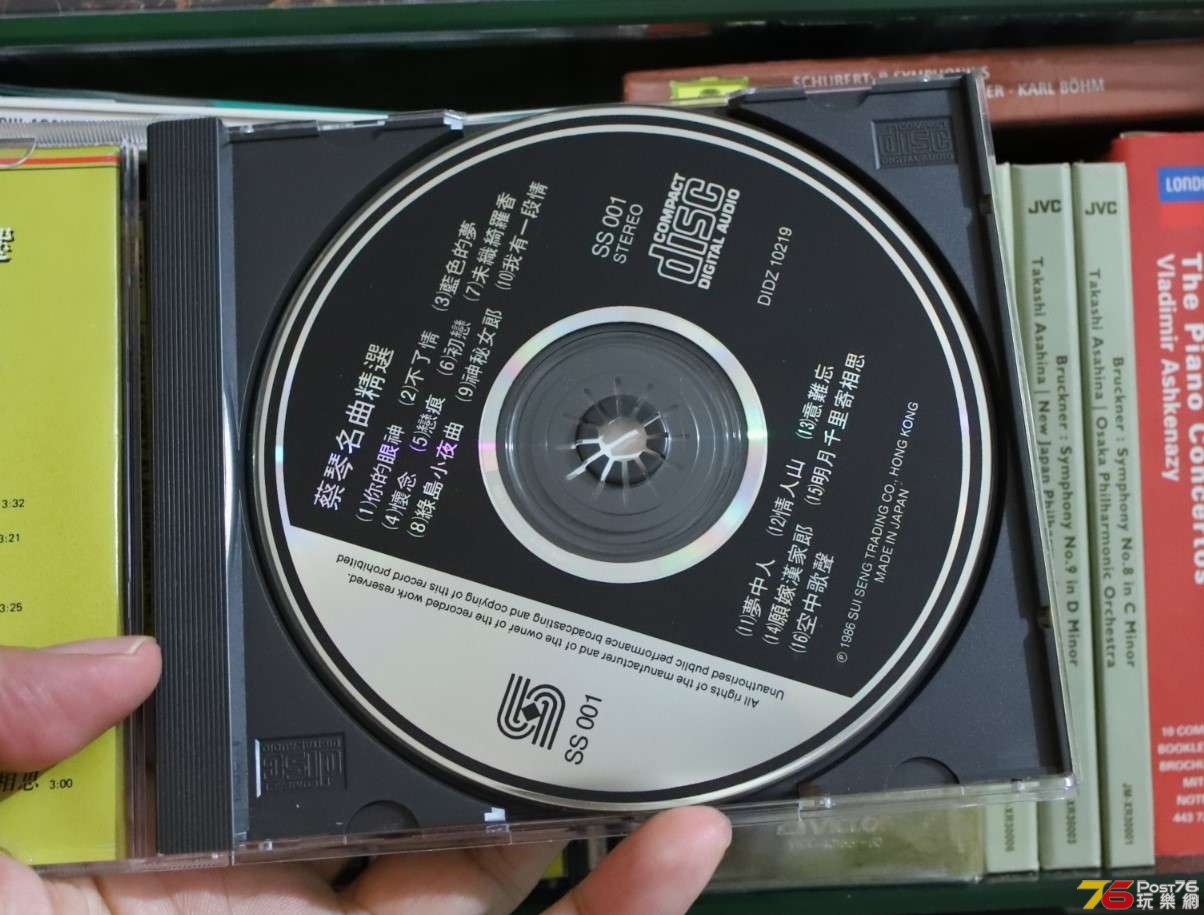 蔡琴名曲精選
(1)你的眼神 (2)不了情 (3)藍色的夢
(4)懷念 (5)戀痕 (6)初戀 (7)未織綺羅香
(8)綠島小夜曲 (9)神秘女郎 (10)我有一段情
SS 001
STEREO
COMPACT
disc
DIGITAL AUDIO
DIDZ 10219
(11)夢中人 (12)情人山 (13)意難忘
(14)願嫁漢家郎 (15)明月千里寄相思
(16)空中歌聲
℗ 1986 SUI SENG TRADING CO., HONG KONG
MADE IN JAPAN
All rights of the manufacturer and of the owner of the recorded work reserved.
Unauthorised public performance broadcasting and copying of this record prohibited
SS 001
disc
DIGITAL AUDIO
3:32
3:21
3:25
相思 3:00
KARL BÖHM
JVC
Takashi Asahina | New Japan
Bruckner : Symphony No.9 in D Minor
JVC
Takashi Asahina | Osaka Philharmonic Orchestra
Bruckner : Symphony No.8 in C Minor
The Piano Concertos
Vladimir Ashkenazy
76 Post76
玩樂網